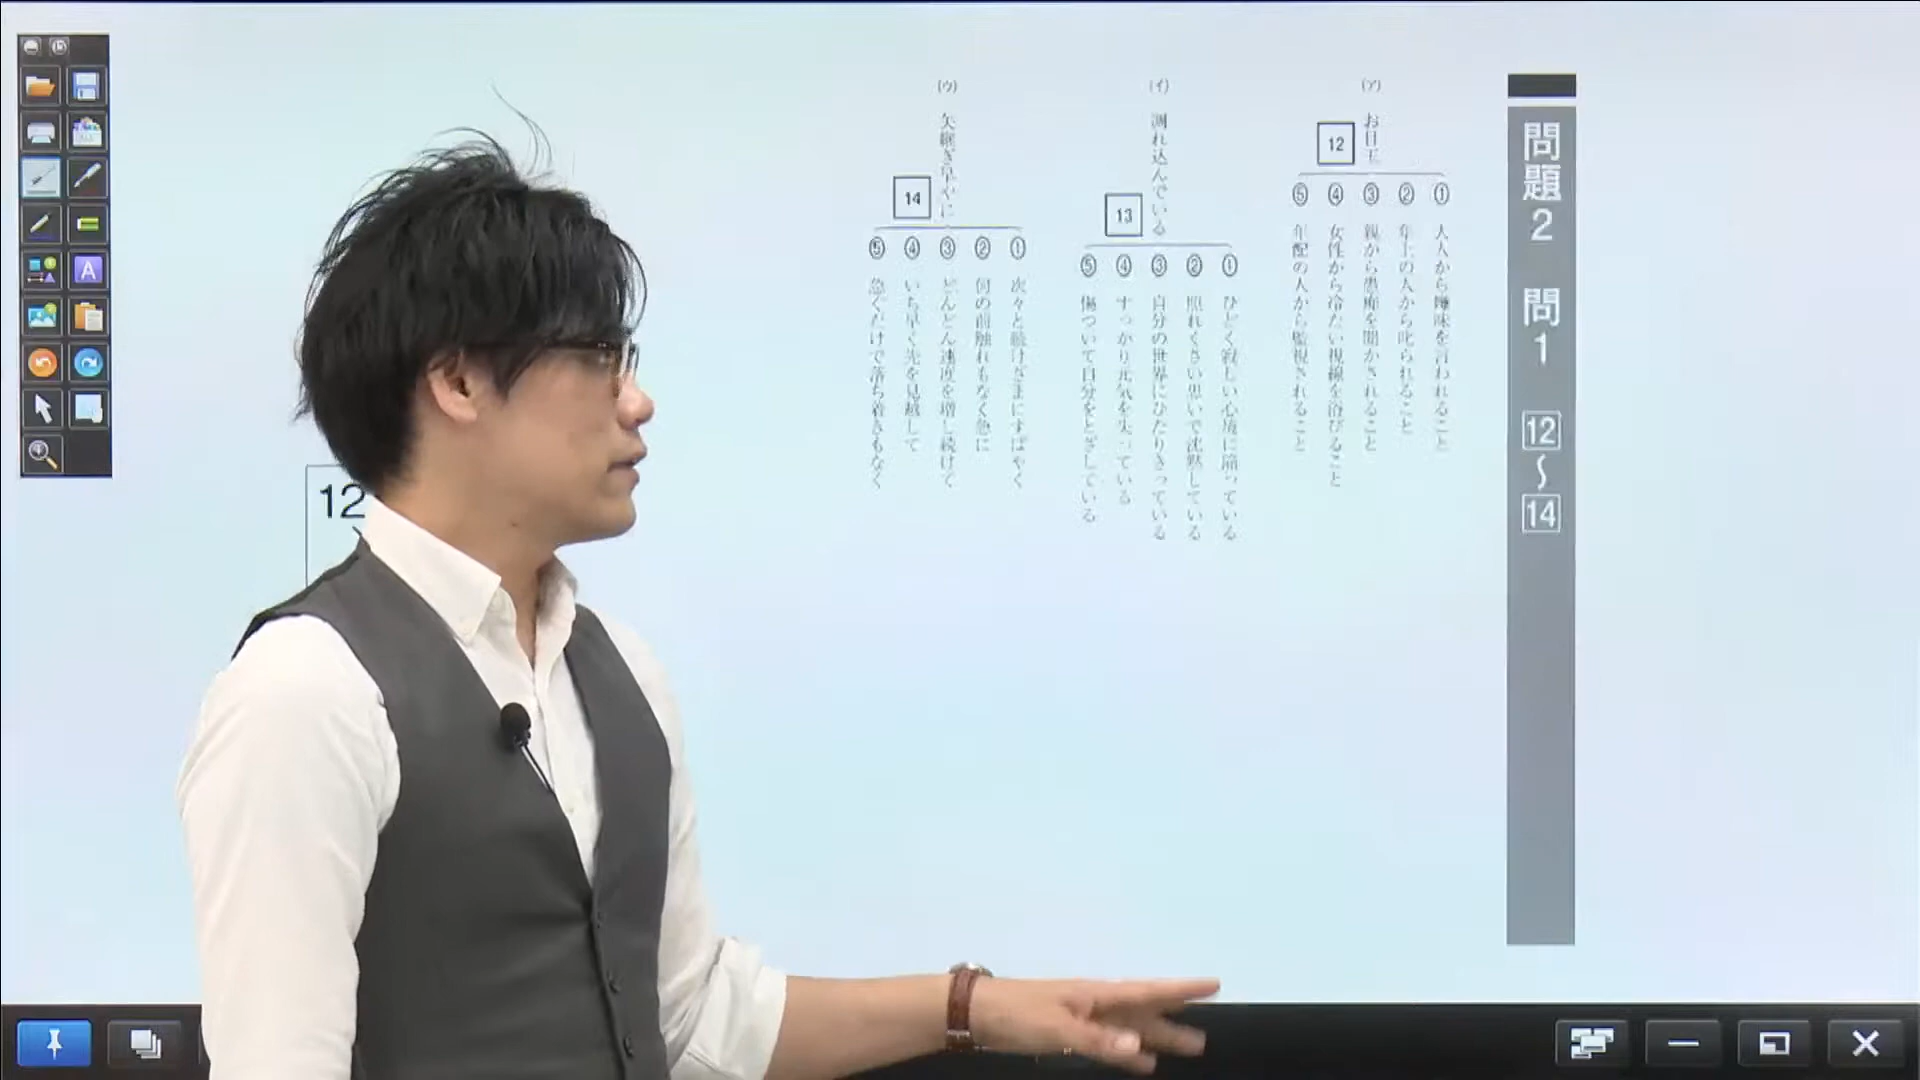 問題2 問1 12～14
(ア) お目玉
12
① 大人から嫌味を言われること
② 年上の人から叱られること
③ 親から愚痴を聞かされること
④ 女性から冷たい視線を浴びること
⑤ 年配の人から監視されること
(イ) 凋れ込んでいる
13
① ひどく寂しい心境に陥っている
② 照れくさい思いで沈黙している
③ 自分の世界にひたりきっている
④ すっかり元気を失っている
⑤ 傷ついて自分をとざしている
(ウ) 矢継ぎ早やに
14
① 次々と続けざまにすばやく
② 何の前触れもなく急に
③ どんどん速度を増し続けて
④ いち早く先を見越して
⑤ 急ぐだけで落ち着きもなく
12
A